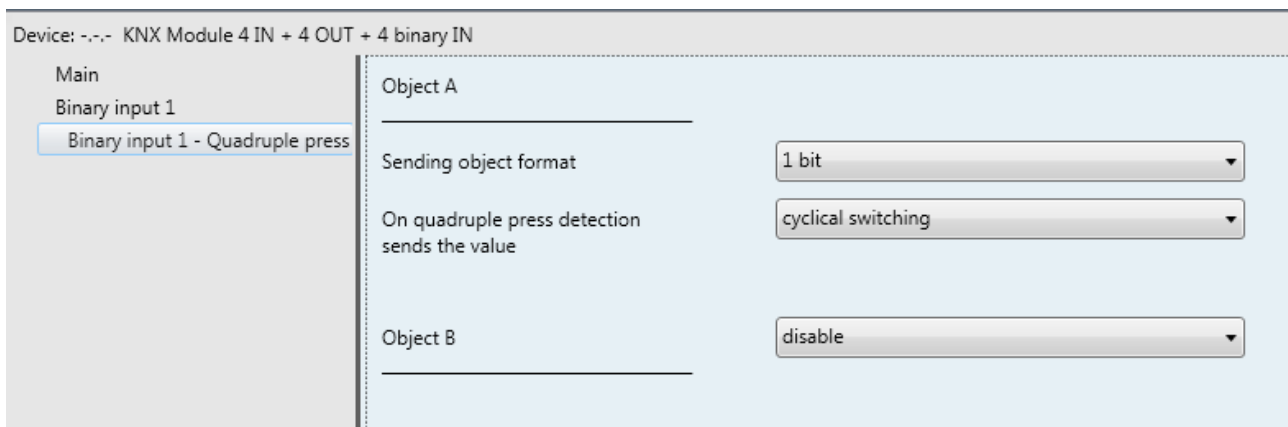 Device: -.-.- KNX Module 4 IN + 4 OUT + 4 binary IN
Main
Binary input 1
Binary input 1 - Quadruple press
Object A
Sending object format
1 bit
On quadruple press detection
sends the value
cyclical switching
Object B
disable